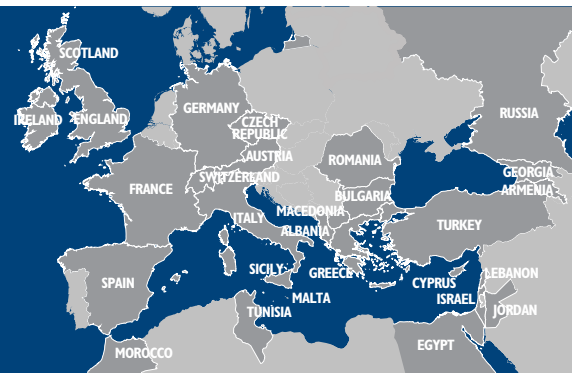 SCOTLAND
IRELAND
ENGLAND
GERMANY
RUSSIA
CZECH
REPUBLIC
AUSTRIA
ROMANIA
GEORGIA
SWITZERLAND
FRANCE
ARMENIA
BULGARIA
MACEDONIA
ITALY
TURKEY
ALBANIA
SICILY
GREECE
LEBANON
SPAIN
CYPRUS
MALTA
ISRAEL
TUNISIA
JORDAN
EGYPT
MOROCCO